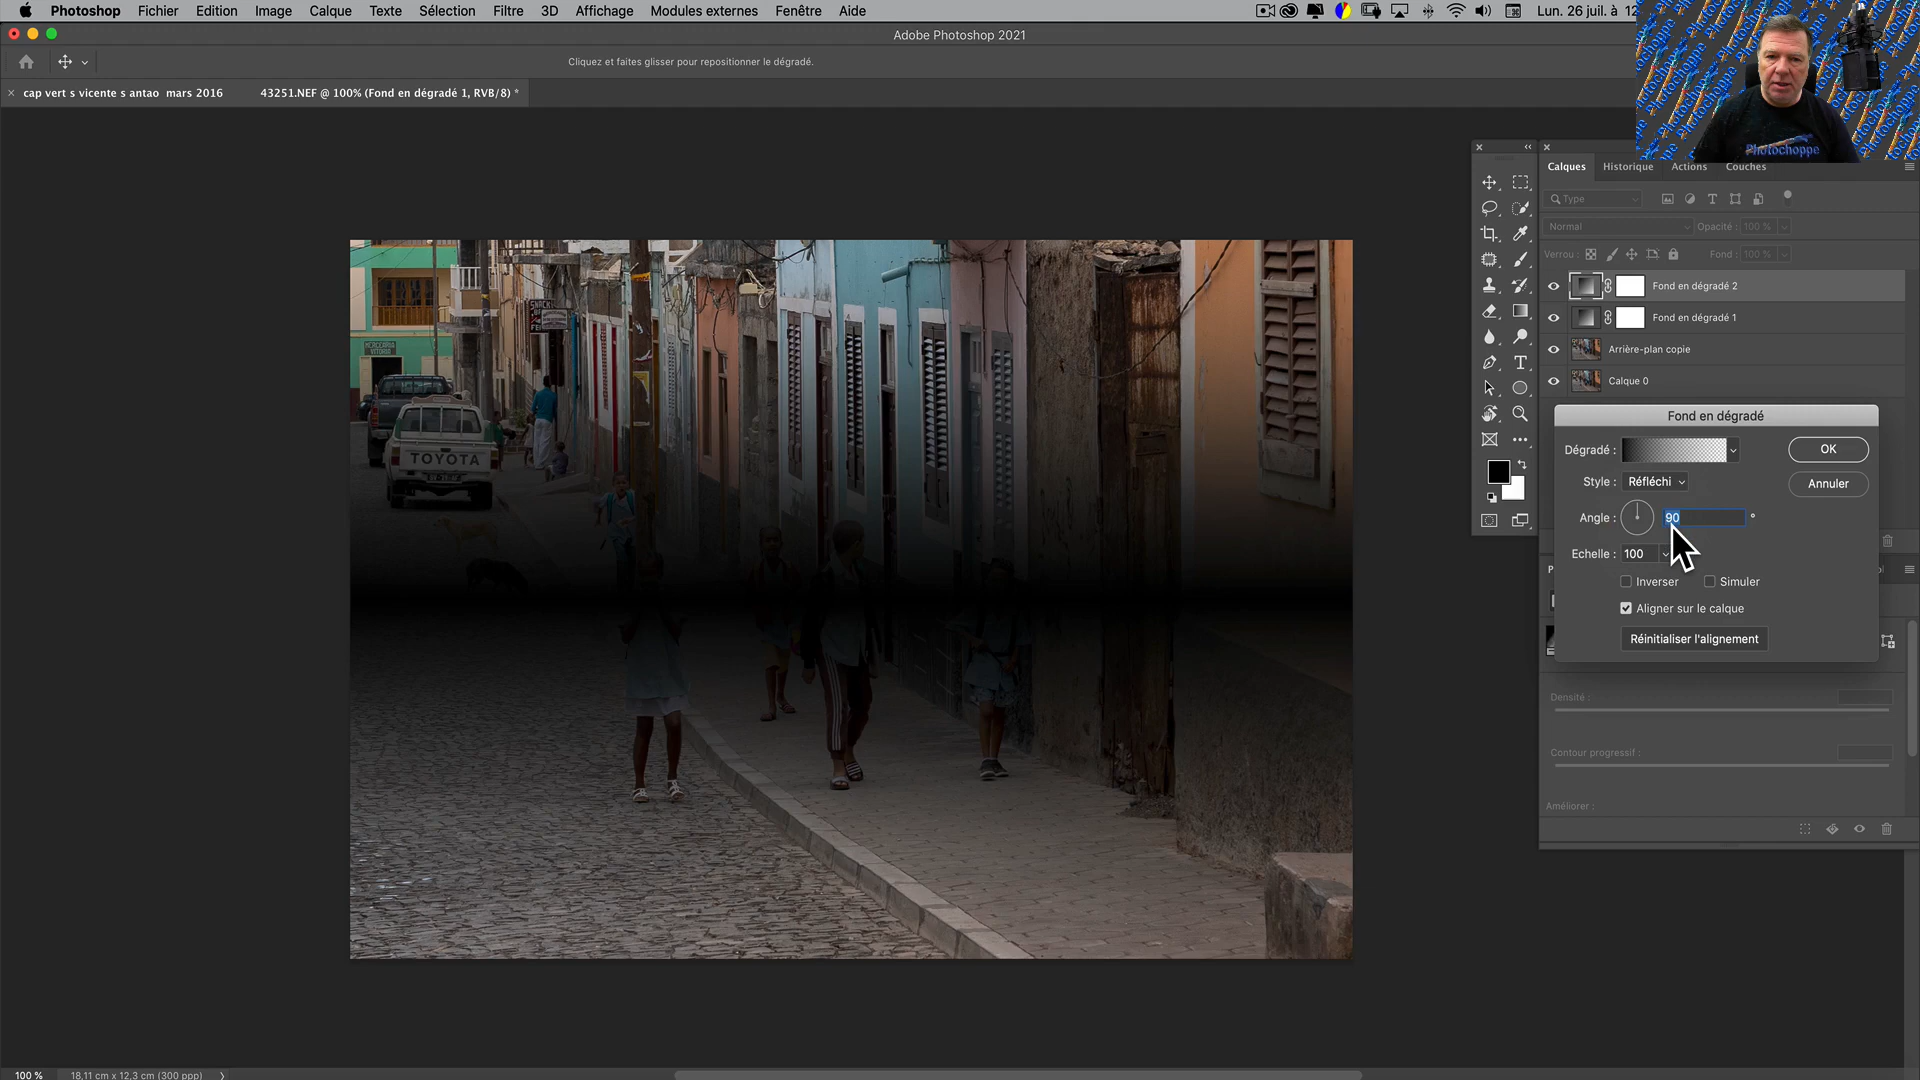 Photoshop Fichier Edition Image Calque Texte Sélection Filtre 3D Affichage Modules externes Fenêtre Aide
Lun. 26 juil. à 12
Adobe Photoshop 2021
Cliquez et faites glisser pour repositionner le dégradé.
cap vert s vicente s antao mars 2016 43251.NEF @ 100% (Fond en dégradé 1, RVB/8) *
Photochoppe
Calques Historique Actions Couches
Type
Normal Opacité : 100 %
Verrou : Fond : 100 %
Fond en dégradé 2
Fond en dégradé 1
Arrière-plan copie
Calque 0
Fond en dégradé
Dégradé : OK
Style : Réfléchi Annuler
Angle : 90 °
Echelle : 100
Inverser Simuler
Aligner sur le calque
Réinitialiser l'alignement
Densité :
Contour progressif :
Améliorer :
SNACK
MERCEARIA
VITORIA
TOYOTA
100 % 18,11 cm x 12,3 cm (300 ppp)